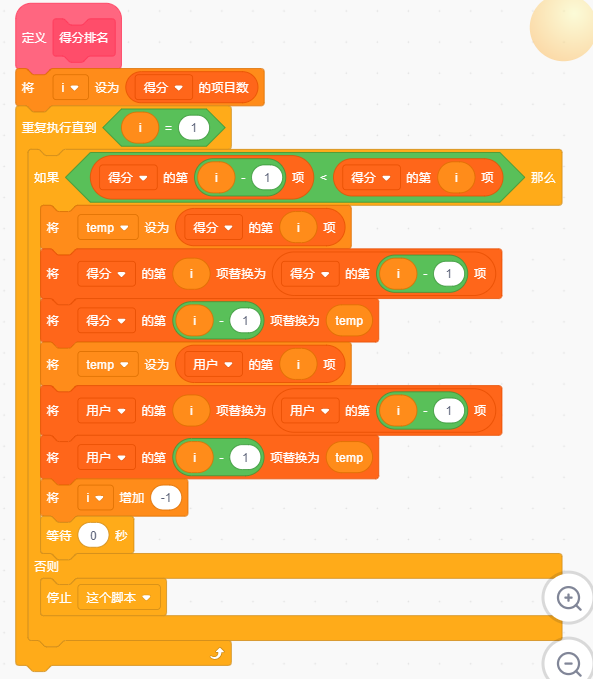 定义 得分排名
将 i 设为 得分 的项目数
重复执行直到 i = 1
如果 得分 的第 i - 1 项 < 得分 的第 i 项 那么
将 temp 设为 得分 的第 i 项
将 得分 的第 i 项替换为 得分 的第 i - 1 项
将 得分 的第 i - 1 项替换为 temp
将 temp 设为 用户 的第 i 项
将 用户 的第 i 项替换为 用户 的第 i - 1 项
将 用户 的第 i - 1 项替换为 temp
将 i 增加 -1
等待 0 秒
否则
停止 这个脚本